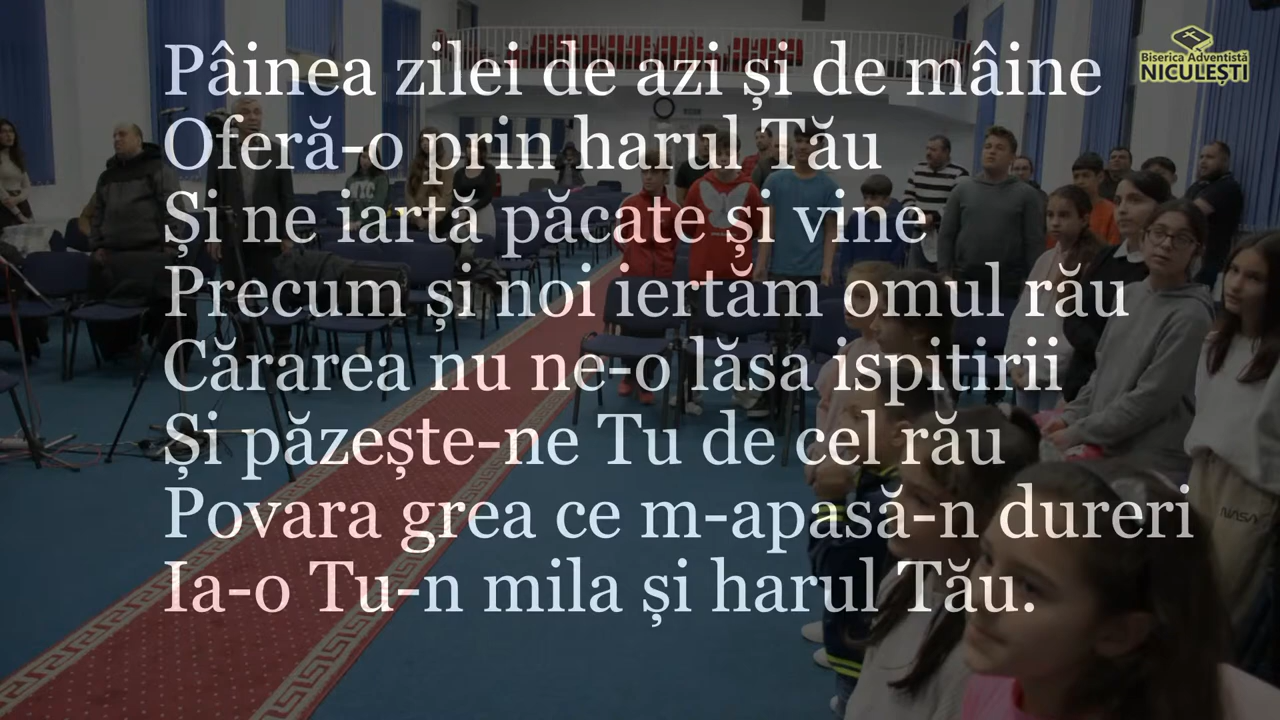 Pâinea zilei de azi și de mâine
Oferă-o prin harul Tău
Și ne iartă păcate și vine
Precum și noi iertăm omul rău
Cărarea nu ne-o lăsa ispitirii
Și păzește-ne Tu de cel rău
Povara grea ce m-apasă-n dureri
Ia-o Tu-n mila și harul Tău.
Biserica Adventistă
NICULEȘTI
NASA